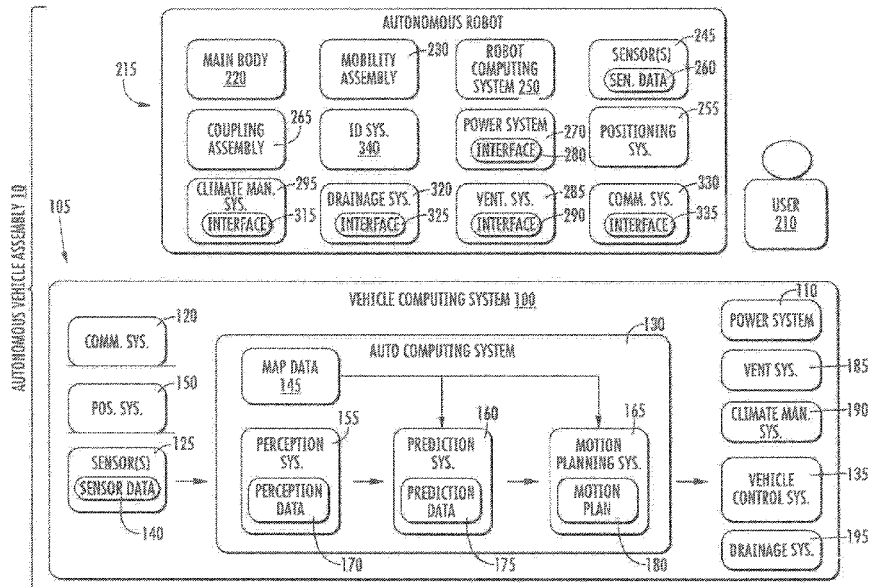 AUTONOMOUS VEHICLE ASSEMBLY 10
AUTONOMOUS ROBOT
215
MAIN BODY
220
MOBILITY
ASSEMBLY
230
ROBOT
COMPUTING
SYSTEM 250
SENSOR(S)
SEN. DATA
245
260
COUPLING
ASSEMBLY
265
ID SYS.
340
POWER SYSTEM
INTERFACE
270
280
POSITIONING
SYS.
255
CLIMATE MAN.
SYS.
INTERFACE
295
315
DRAINAGE SYS.
INTERFACE
320
325
VENT. SYS.
INTERFACE
285
290
COMM. SYS.
INTERFACE
330
335
USER
210
105
VEHICLE COMPUTING SYSTEM 100
COMM. SYS.
120
POS. SYS.
150
SENSOR(S)
SENSOR DATA
125
140
AUTO COMPUTING SYSTEM
130
MAP DATA
145
PERCEPTION
SYS.
PERCEPTION
DATA
155
170
PREDICTION
SYS.
PREDICTION
DATA
160
175
MOTION
PLANNING SYS.
MOTION
PLAN
165
180
POWER SYSTEM
110
VENT SYS.
185
CLIMATE MAN.
SYS.
190
VEHICLE
CONTROL SYS.
135
DRAINAGE SYS.
195